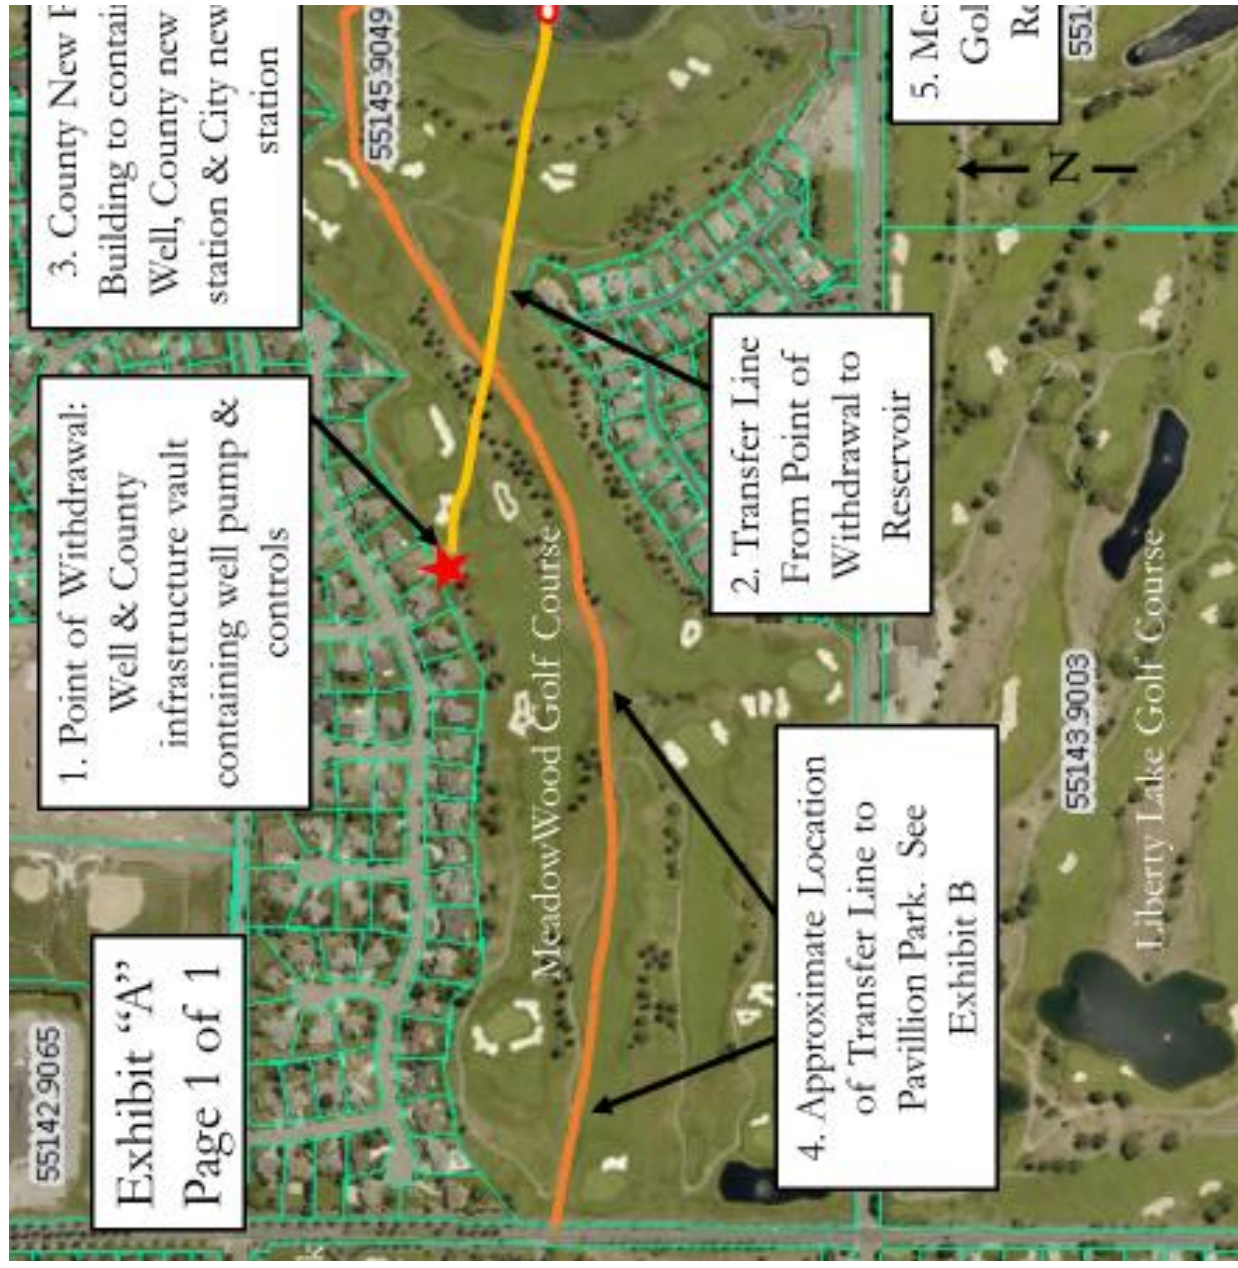 Exhibit “A”
Page 1 of 1
55142.9065
1. Point of Withdrawal:
Well & County
infrastructure vault
containing well pump &
controls
3. County New
Building to contain
Well, County new
station & City new
station
55145.9049
MeadowWood Golf Course
2. Transfer Line
From Point of
Withdrawal to
Reservoir
4. Approximate Location
of Transfer Line to
Pavillion Park. See
Exhibit B
5.
N
55143.9003
Liberty Lake Golf Course